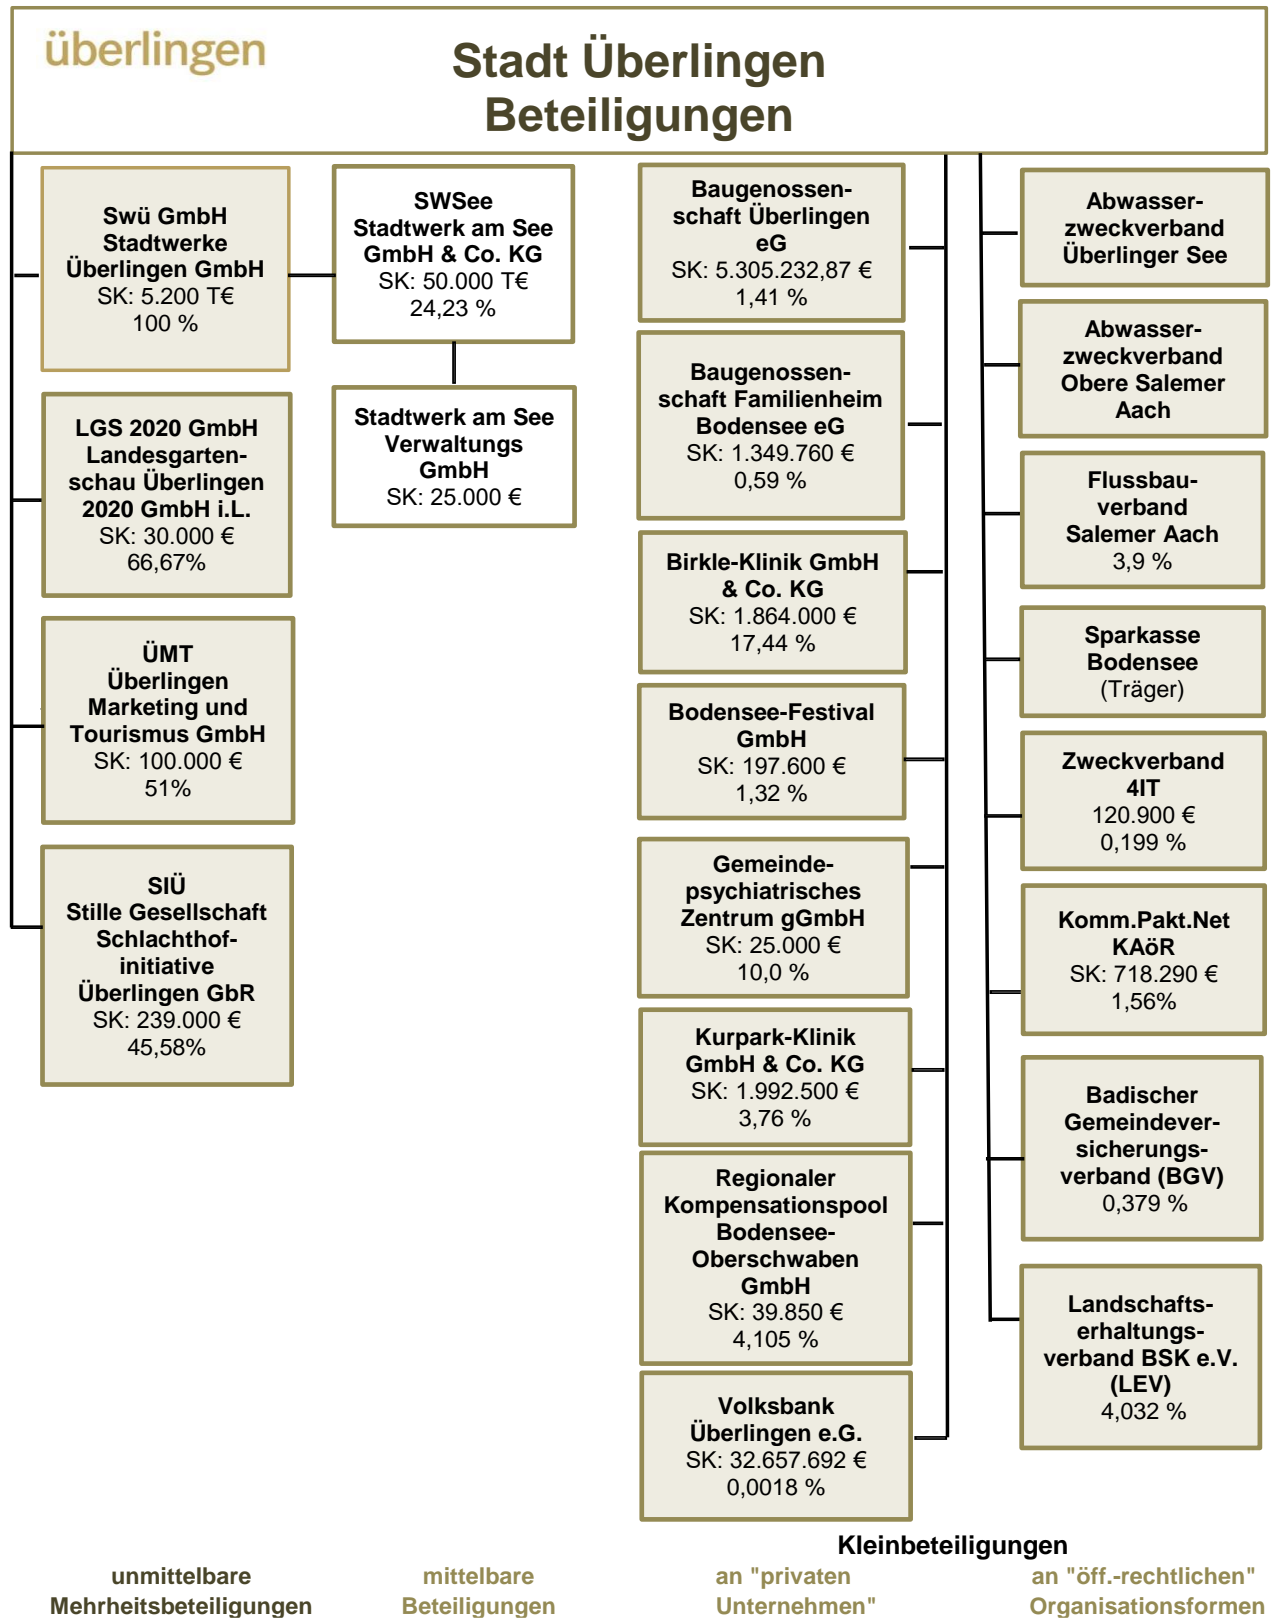 überlingen
Stadt Überlingen
Beteiligungen
Swü GmbH
Stadtwerke
Überlingen GmbH
SK: 5.200 T€
100 %
LGS 2020 GmbH
Landesgarten-
schau Überlingen
2020 GmbH i.L.
SK: 30.000 €
66,67%
ÜMT
Überlingen
Marketing und
Tourismus GmbH
SK: 100.000 €
51%
SIÜ
Stille Gesellschaft
Schlachthof-
initiative
Überlingen GbR
SK: 239.000 €
45,58%
SWSee
Stadtwerk am See
GmbH & Co. KG
SK: 50.000 T€
24,23 %
Stadtwerk am See
Verwaltungs
GmbH
SK: 25.000 €
Baugenossen-
schaft Überlingen
eG
SK: 5.305.232,87 €
1,41 %
Baugenossen-
schaft Familienheim
Bodensee eG
SK: 1.349.760 €
0,59 %
Birkle-Klinik GmbH
& Co. KG
SK: 1.864.000 €
17,44 %
Bodensee-Festival
GmbH
SK: 197.600 €
1,32 %
Gemeinde-
psychiatrisches
Zentrum gGmbH
SK: 25.000 €
10,0 %
Kurpark-Klinik
GmbH & Co. KG
SK: 1.992.500 €
3,76 %
Regionaler
Kompensationspool
Bodensee-
Oberschwaben
GmbH
SK: 39.850 €
4,105 %
Volksbank
Überlingen e.G.
SK: 32.657.692 €
0,0018 %
Abwasser-
zweckverband
Überlinger See
Abwasser-
zweckverband
Obere Salemer
Aach
Flussbau-
verband
Salemer Aach
3,9 %
Sparkasse
Bodensee
(Träger)
Zweckverband
4IT
120.900 €
0,199 %
Komm.Pakt.Net
KAöR
SK: 718.290 €
1,56%
Badischer
Gemeindever-
sicherungs-
verband (BGV)
0,379 %
Landschafts-
erhaltungs-
verband BSK e.V.
(LEV)
4,032 %
Kleinbeteiligungen
unmittelbare
Mehrheitsbeteiligungen
mittelbare
Beteiligungen
an "privaten
Unternehmen"
an "öff.-rechtlichen"
Organisationsformen